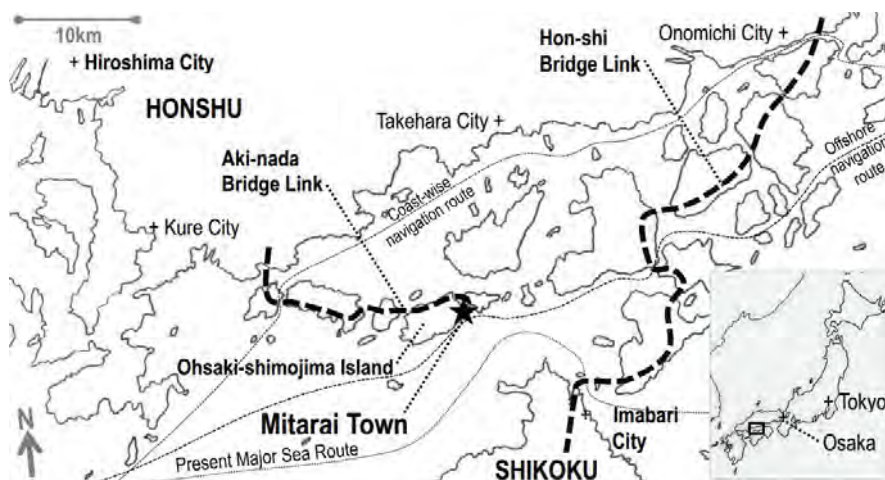 10km
+ Hiroshima City
HONSHU
Onomichi City +
Hon-shi
Bridge Link
Takehara City +
Aki-nada
Bridge Link
Coast-wise
navigation route
Offshore
navigation
route
+ Kure City
Ohsaki-shimojima Island
Mitarai Town
N
Present Major Sea Route
SHIKOKU
+
Imabari
City
+Tokyo
+
Osaka